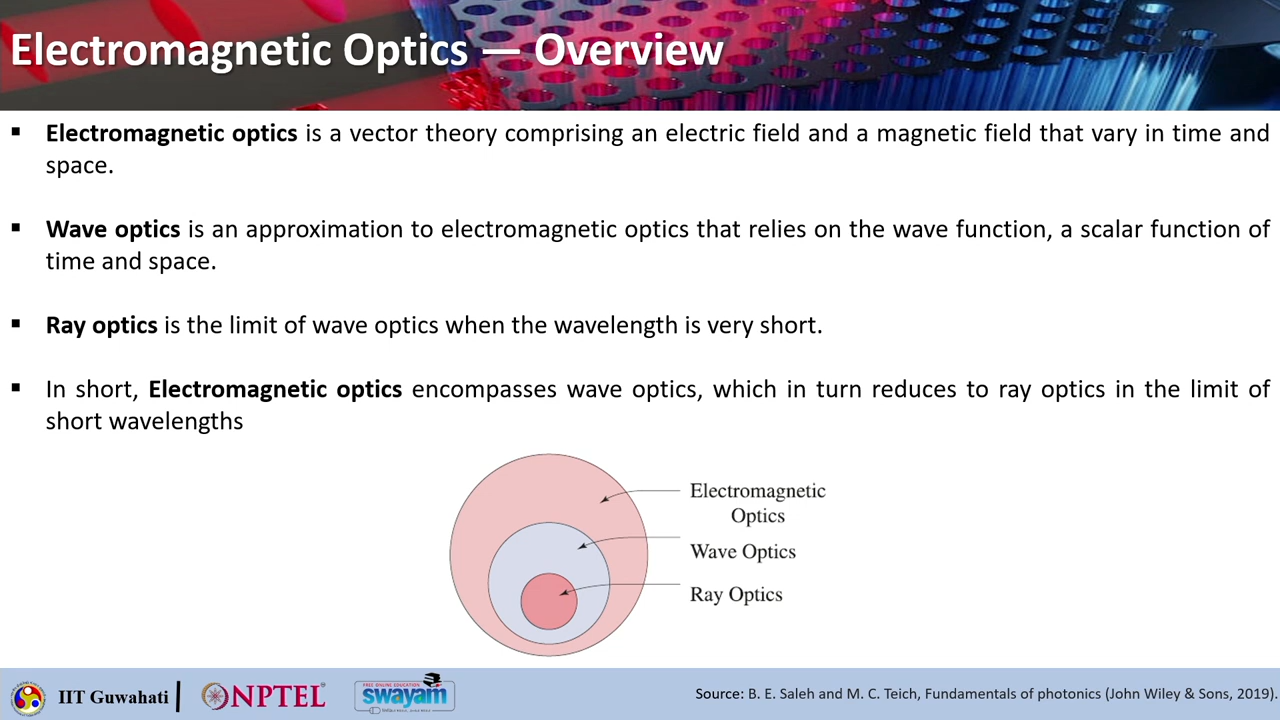 Electromagnetic Optics — Overview
▪ Electromagnetic optics is a vector theory comprising an electric field and a magnetic field that vary in time and
space.
▪ Wave optics is an approximation to electromagnetic optics that relies on the wave function, a scalar function of
time and space.
▪ Ray optics is the limit of wave optics when the wavelength is very short.
▪ In short, Electromagnetic optics encompasses wave optics, which in turn reduces to ray optics in the limit of
short wavelengths
Electromagnetic
Optics
Wave Optics
Ray Optics
IIT Guwahati
NPTEL
FREE ONLINE EDUCATION
swayam
Source: B. E. Saleh and M. C. Teich, Fundamentals of photonics (John Wiley & Sons, 2019).